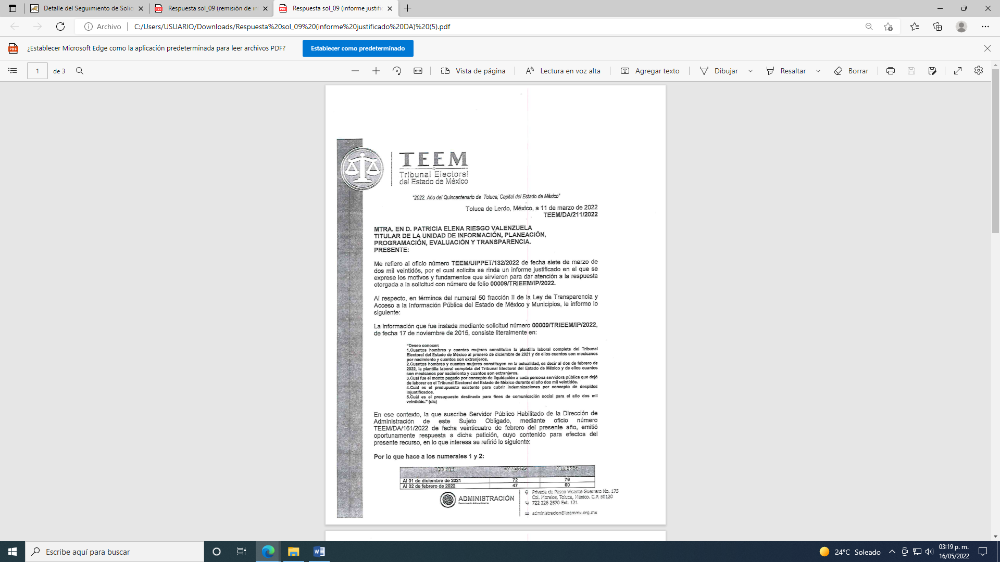 Detalle del Seguimiento de Solic
Respuesta sol_09 (remisión de in
Respuesta sol_09 (informe justific
Archivo
C:/Users/USUARIO/Downloads/Respuesta%20sol_09%20(informe%20justificado%20DA)%20(5).pdf
¿Establecer Microsoft Edge como la aplicación predeterminada para leer archivos PDF?
Establecer como predeterminado
1
de 3
Vista de página
Lectura en voz alta
Agregar texto
Dibujar
Resaltar
Borrar
TEEM
Tribunal Electoral
del Estado de México
"2022. Año del Quincentenario de Toluca, Capital del Estado de México"
Toluca de Lerdo, México, a 11 de marzo de 2022
TEEM/DA/211/2022
MTRA. EN D. PATRICIA ELENA RIESGO VALENZUELA
TITULAR DE LA UNIDAD DE INFORMACIÓN, PLANEACIÓN,
PROGRAMACIÓN, EVALUACIÓN Y TRANSPARENCIA.
PRESENTE:
Me refiero al oficio número TEEM/UIPPET/132/2022 de fecha siete de marzo de
dos mil veintidós, por el cual solicita se rinda un informe justificado en el que se
exprese los motivos y fundamentos que sirvieron para dar atención a la respuesta
otorgada a la solicitud con número de folio 00009/TRIEEM/IP/2022.
Al respecto, en términos del numeral 50 fracción II de la Ley de Transparencia y
Acceso a la Información Pública del Estado de México y Municipios, le informo lo
siguiente:
La información que fue instada mediante solicitud número 00009/TRIEEM/IP/2022,
de fecha 17 de noviembre de 2015, consiste literalmente en:
"Deseo conocer:
1.Cuantos hombres y cuantas mujeres constituían la plantilla laboral completa del Tribunal
Electoral del Estado de México al primero de diciembre de 2021 y de ellos cuantos son mexicanos
por nacimiento y cuantos son extranjeros.
2.Cuantos hombres y cuantas mujeres constituyen en la actualidad, es decir al dos de febrero de
2022, la plantilla laboral completa del Tribunal Electoral del Estado de México y de ellos cuantos
son mexicanos por nacimiento y cuantos son extranjeros.
3.Cual fue el monto pagado por concepto de liquidación a cada persona servidora pública que dejó
de laborar en el Tribunal Electoral del Estado de México durante el año dos mil veintidós.
4.Cual es el presupuesto existente para cubrir indemnizaciones por concepto de despidos
injustificados.
5.Cuál es el presupuesto destinado para fines de comunicación social para el año dos mil
veintidós." (sic)
En ese contexto, la que suscribe Servidor Público Habilitado de la Dirección de
Administración de este Sujeto Obligado, mediante oficio número
TEEM/DA/161/2022 de fecha veinticuatro de febrero del presente año, emitió
oportunamente respuesta a dicha petición, cuyo contenido para efectos del
presente recurso, en lo que interesa se refirió lo siguiente:
Por lo que hace a los numerales 1 y 2:
PERIODO HOMBRES MUJERES
Al 01 de diciembre de 2021 72 76
Al 02 de febrero de 2022 47 60
ADMINISTRACIÓN
Dirección de Administración
Privada de Paseo Vicente Guerrero No. 175
Col. Morelos, Toluca, México. C.P. 50120
722 226 2570 Ext. 121
administracion@teemmx.org.mx
Escribe aquí para buscar
24°C Soleado
03:19 p. m.
16/05/2022